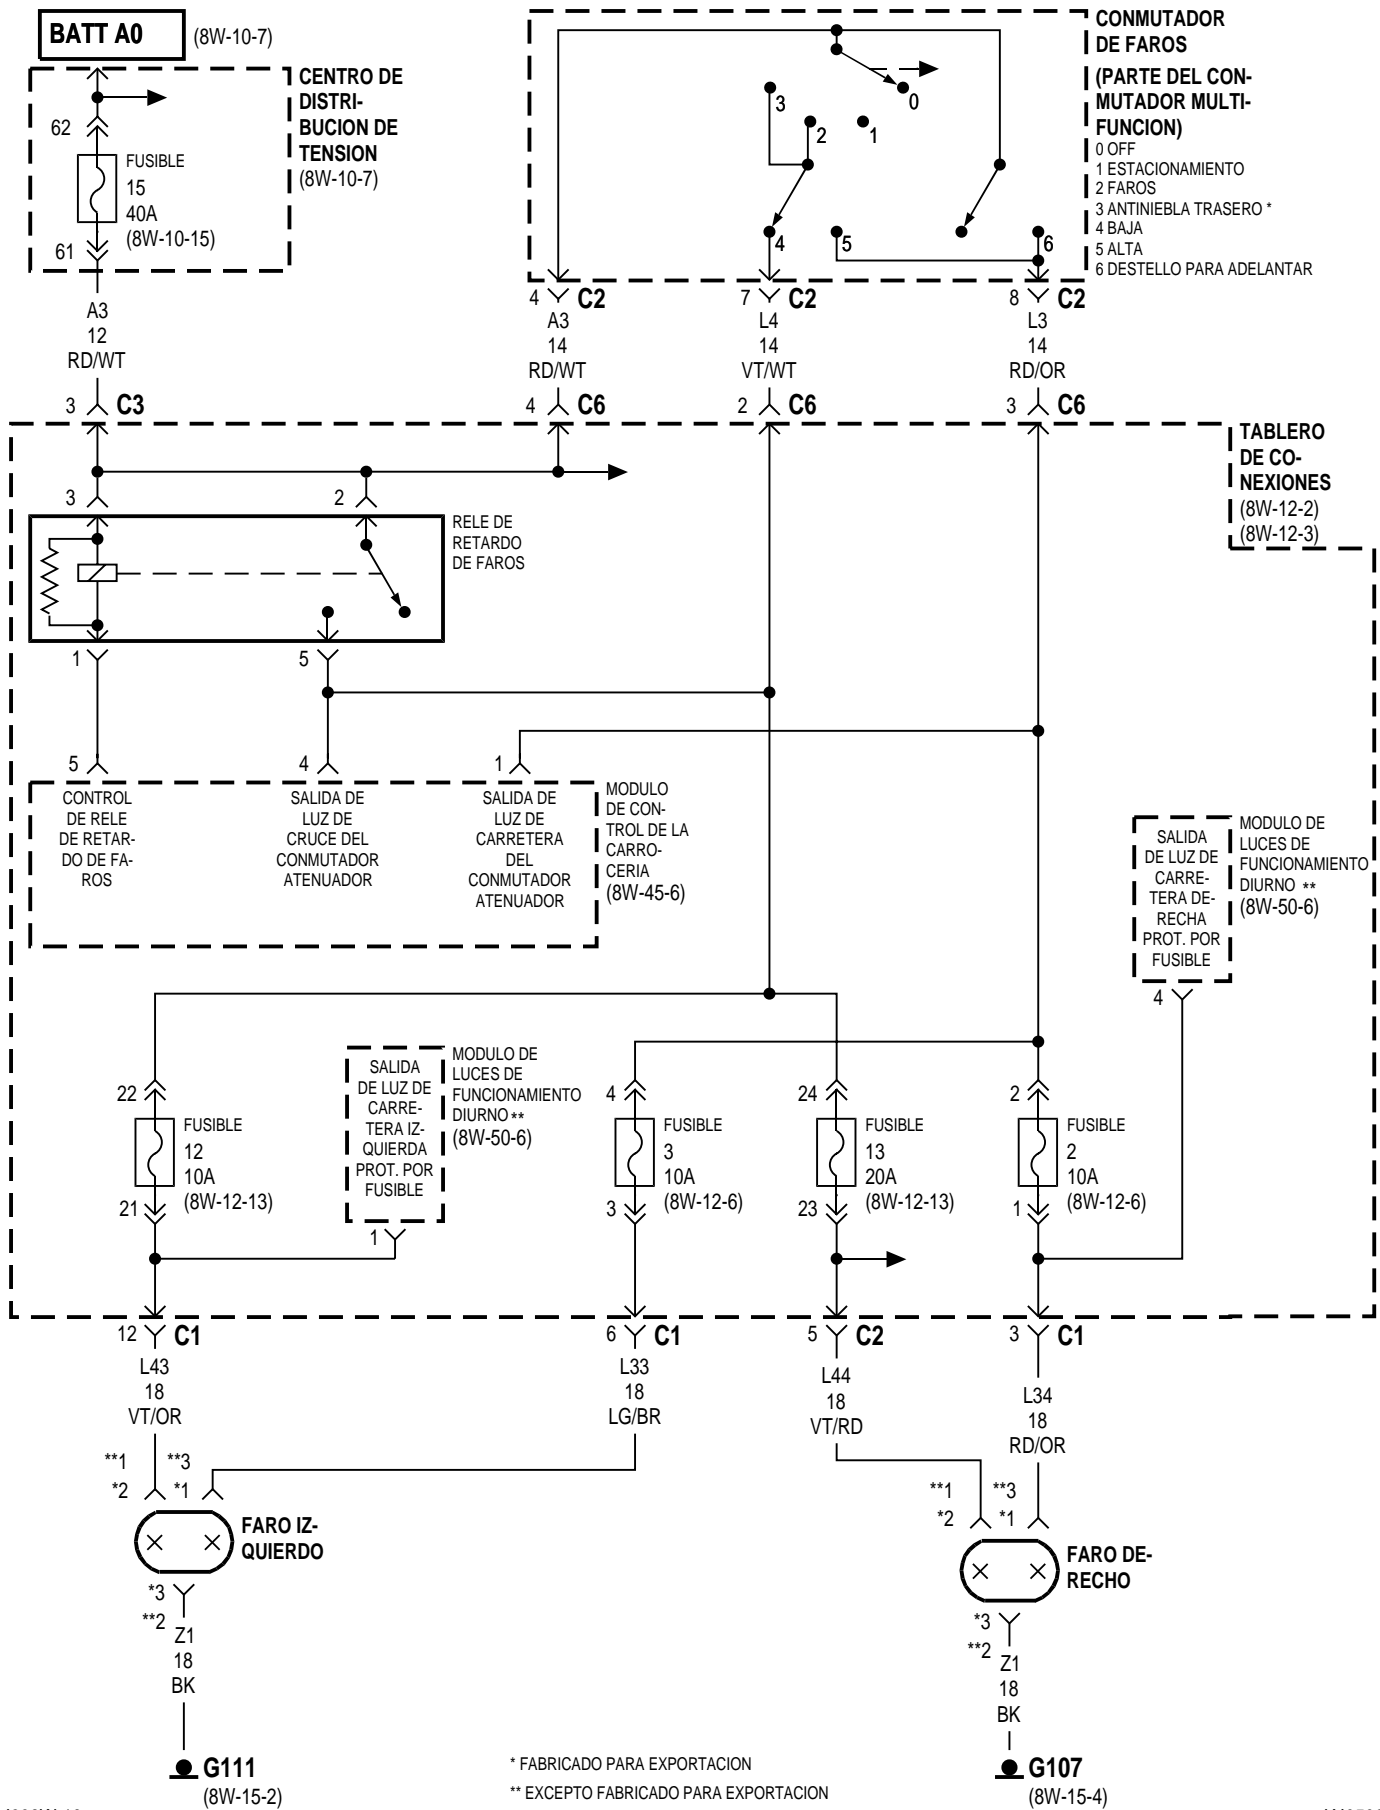 BATT A0
(8W-10-7)
CENTRO DE
DISTRI-
BUCION DE
TENSION
(8W-10-7)
62
FUSIBLE
15
40A
(8W-10-15)
61
A3
12
RD/WT
3
C3
CONMUTADOR
DE FAROS
(PARTE DEL CON-
MUTADOR MULTI-
FUNCION)
0 OFF
1 ESTACIONAMIENTO
2 FAROS
3 ANTINIEBLA TRASERO *
4 BAJA
5 ALTA
6 DESTELLO PARA ADELANTAR
3
2
1
0
4
5
6
4
C2
7
C2
8
C2
A3
14
RD/WT
L4
14
VT/WT
L3
14
RD/OR
4
C6
2
C6
3
C6
TABLERO
DE CO-
NEXIONES
(8W-12-2)
(8W-12-3)
3
2
RELE DE
RETARDO
DE FAROS
1
5
5
4
1
CONTROL
DE RELE
DE RETAR-
DO DE FA-
ROS
SALIDA DE
LUZ DE
CRUCE DEL
CONMUTADOR
ATENUADOR
SALIDA DE
LUZ DE
CARRETERA
DEL
CONMUTADOR
ATENUADOR
MODULO
DE CON-
TROL DE LA
CARRO-
CERIA
(8W-45-6)
SALIDA
DE LUZ DE
CARRE-
TERA DE-
RECHA
PROT. POR
FUSIBLE
MODULO DE
LUCES DE
FUNCIONAMIENTO
DIURNO **
(8W-50-6)
4
SALIDA
DE LUZ DE
CARRE-
TERA IZ-
QUIERDA
PROT. POR
FUSIBLE
MODULO DE
LUCES DE
FUNCIONAMIENTO
DIURNO **
(8W-50-6)
1
22
FUSIBLE
12
10A
(8W-12-13)
21
4
FUSIBLE
3
10A
(8W-12-6)
3
24
FUSIBLE
13
20A
(8W-12-13)
23
2
FUSIBLE
2
10A
(8W-12-6)
1
12
C1
6
C1
5
C2
3
C1
L43
18
VT/OR
L33
18
LG/BR
L44
18
VT/RD
L34
18
RD/OR
**1
**3
*2
*1
FARO IZ-
QUIERDO
*3
**2
Z1
18
BK
G111
(8W-15-2)
**1
**3
*2
*1
FARO DE-
RECHO
*3
**2
Z1
18
BK
G107
(8W-15-4)
* FABRICADO PARA EXPORTACION
** EXCEPTO FABRICADO PARA EXPORTACION